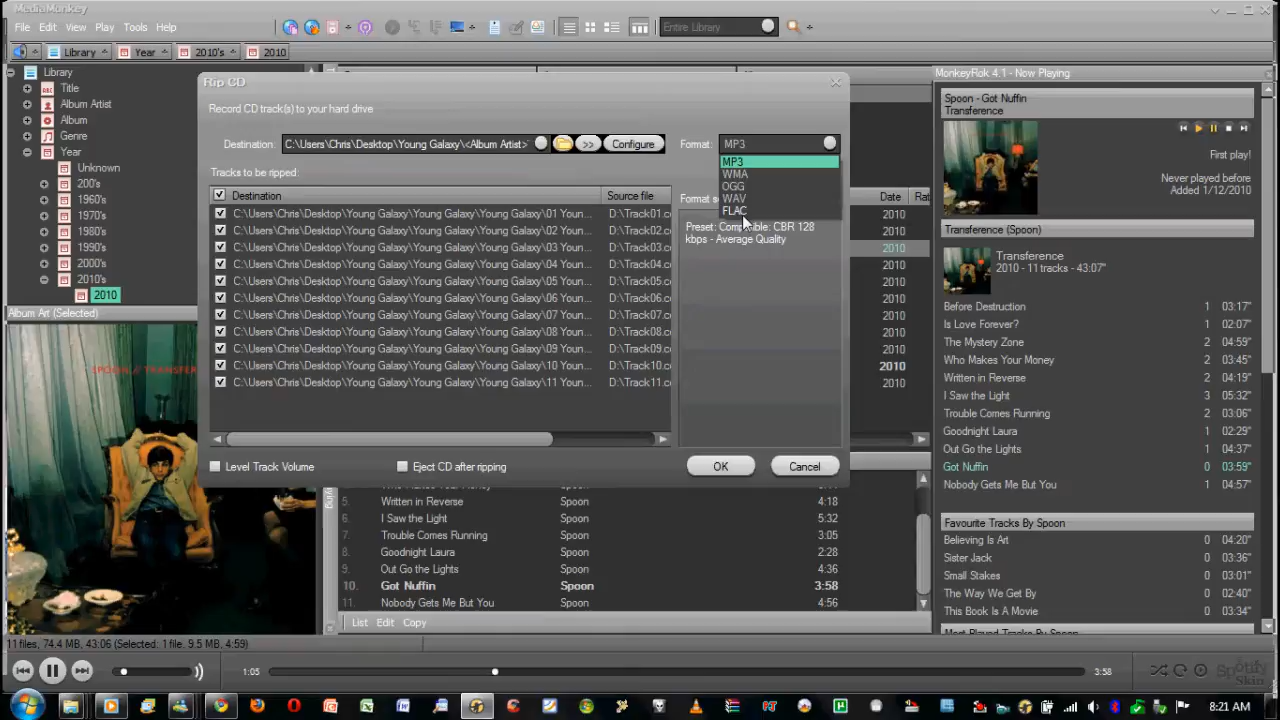 MediaMonkey
File Edit View Play Tools Help
Entire Library
Library Year 2010's 2010
Library
Title
Album Artist
Album
Genre
Year
Unknown
200's
1960's
1970's
1980's
1990's
2000's
2010's
2010
Album Art (Selected)
SPOON // TRANSFER
11 files, 74.4 MB, 43:06 (Selected: 1 file, 9.5 MB, 4:59)
Rip CD
Record CD track(s) to your hard drive
Destination: C:\Users\Chris\Desktop\Young Galaxy\<Album Artist>\ >> Configure
Format: MP3
MP3
WMA
OGG
WAV
FLAC
Tracks to be ripped:
Destination Source file
C:\Users\Chris\Desktop\Young Galaxy\Young Galaxy\Young Galaxy\01 Youn... D:\Track01.c
C:\Users\Chris\Desktop\Young Galaxy\Young Galaxy\Young Galaxy\02 Youn... D:\Track02.c
C:\Users\Chris\Desktop\Young Galaxy\Young Galaxy\Young Galaxy\03 Youn... D:\Track03.c
C:\Users\Chris\Desktop\Young Galaxy\Young Galaxy\Young Galaxy\04 Youn... D:\Track04.c
C:\Users\Chris\Desktop\Young Galaxy\Young Galaxy\Young Galaxy\05 Youn... D:\Track05.c
C:\Users\Chris\Desktop\Young Galaxy\Young Galaxy\Young Galaxy\06 Youn... D:\Track06.c
C:\Users\Chris\Desktop\Young Galaxy\Young Galaxy\Young Galaxy\07 Youn... D:\Track07.c
C:\Users\Chris\Desktop\Young Galaxy\Young Galaxy\Young Galaxy\08 Youn... D:\Track08.c
C:\Users\Chris\Desktop\Young Galaxy\Young Galaxy\Young Galaxy\09 Youn... D:\Track09.c
C:\Users\Chris\Desktop\Young Galaxy\Young Galaxy\Young Galaxy\10 Youn... D:\Track10.c
C:\Users\Chris\Desktop\Young Galaxy\Young Galaxy\Young Galaxy\11 Youn... D:\Track11.c
Format s
Preset: Compatible: CBR 128
kbps - Average Quality
Level Track Volume Eject CD after ripping OK Cancel
Date
2010
2010
2010
2010
2010
2010
2010
2010
2010
2010
2010
5. Written in Reverse Spoon 4:18
6. I Saw the Light Spoon 5:32
7. Trouble Comes Running Spoon 3:05
8. Goodnight Laura Spoon 2:28
9. Out Go the Lights Spoon 4:36
10. Got Nuffin Spoon 3:58
11. Nobody Gets Me But You Spoon 4:56
List Edit Copy
MonkeyRok 4.1 - Now Playing
Spoon - Got Nuffin
Transference
First play!
Never played before
Added 1/12/2010
Transference (Spoon)
Transference
2010 - 11 tracks - 43:07"
Before Destruction 1 03:17"
Is Love Forever? 1 02:07"
The Mystery Zone 2 04:59"
Who Makes Your Money 2 03:45"
Written in Reverse 2 04:19"
I Saw the Light 3 05:32"
Trouble Comes Running 2 03:06"
Goodnight Laura 1 02:29"
Out Go the Lights 1 04:37"
Got Nuffin 0 03:59"
Nobody Gets Me But You 1 04:57"
Favourite Tracks By Spoon
Believing Is Art 0 04:20"
Sister Jack 0 03:36"
Small Stakes 0 03:01"
The Way We Get By 0 02:40"
This Book Is A Movie 0 03:34"
Most Played Tracks By Spoon
1:05 3:58
Spotify
Skin
8:21 AM